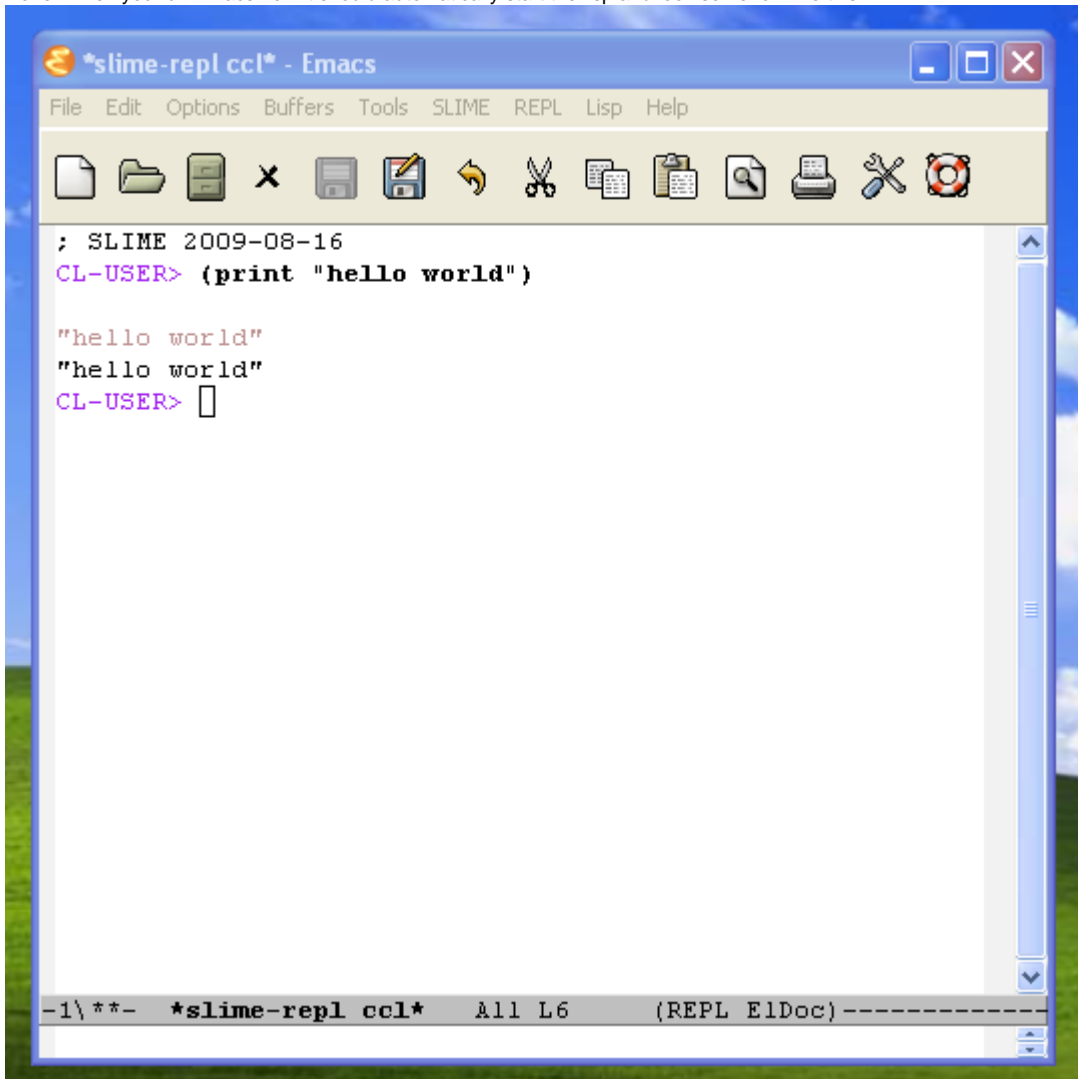 *slime-repl ccl* - Emacs
File Edit Options Buffers Tools SLIME REPL Lisp Help
; SLIME 2009-08-16
CL-USER> (print "hello world")
"hello world"
"hello world"
CL-USER>
-1\**- *slime-repl ccl* All L6 (REPL ElDoc)-------------